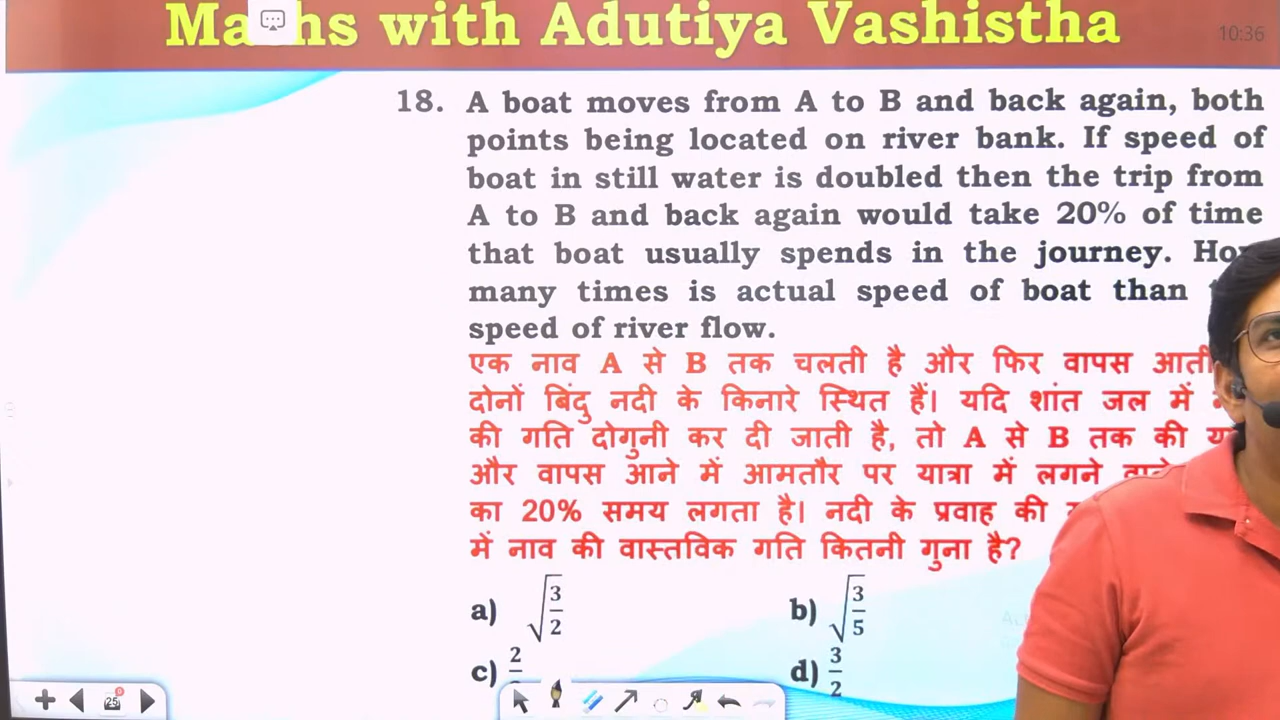 Maths with Adutiya Vashistha
10:36
18. A boat moves from A to B and back again, both
points being located on river bank. If speed of
boat in still water is doubled then the trip from
A to B and back again would take 20% of time
that boat usually spends in the journey.
many times is actual speed of boat than
speed of river flow.
एक नाव A से B तक चलती है और फिर वापस आती
दोनों बिंदु नदी के किनारे स्थित हैं। यदि शांत जल में
की गति दोगुनी कर दी जाती है, तो A से B तक की
और वापस आने में आमतौर पर यात्रा में लगने
का 20% समय लगता है। नदी के प्रवाह की
में नाव की वास्तविक गति कितनी गुना है?
a) √3/2 b) √3/5
c) 2 d) 3/2
25